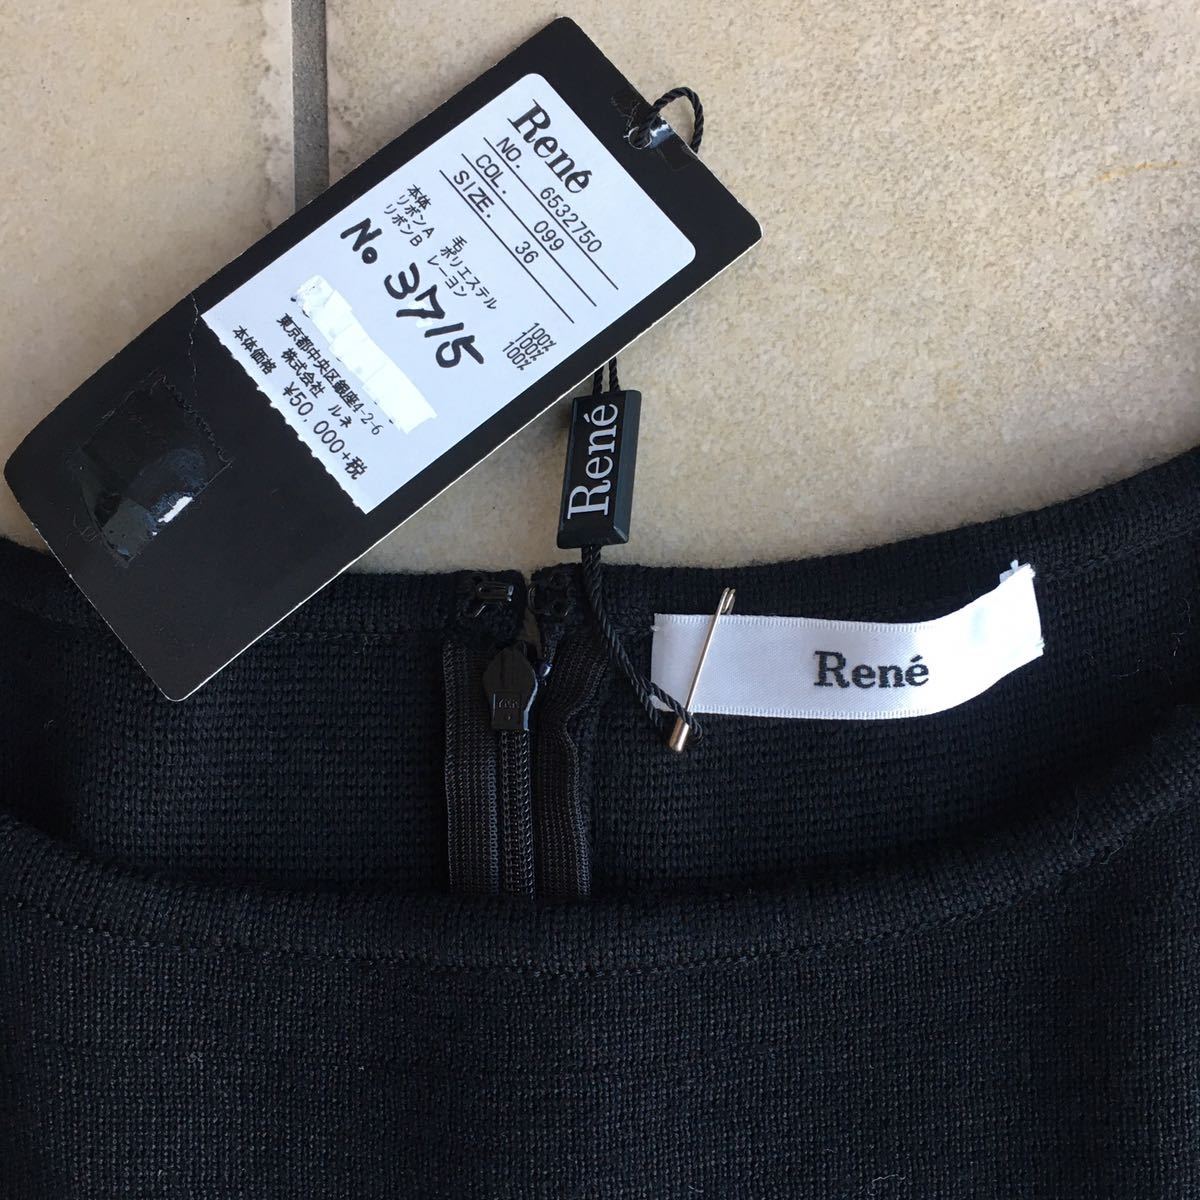 René
NO. 6532750
COL. 099
SIZE. 36
本体 毛 100%
リボンA ポリエステル 100%
リボンB レーヨン 100%
No 3715
東京都中央区銀座4-2-6
株式会社 ルネ
本体価格 ¥50,000+税
René
René